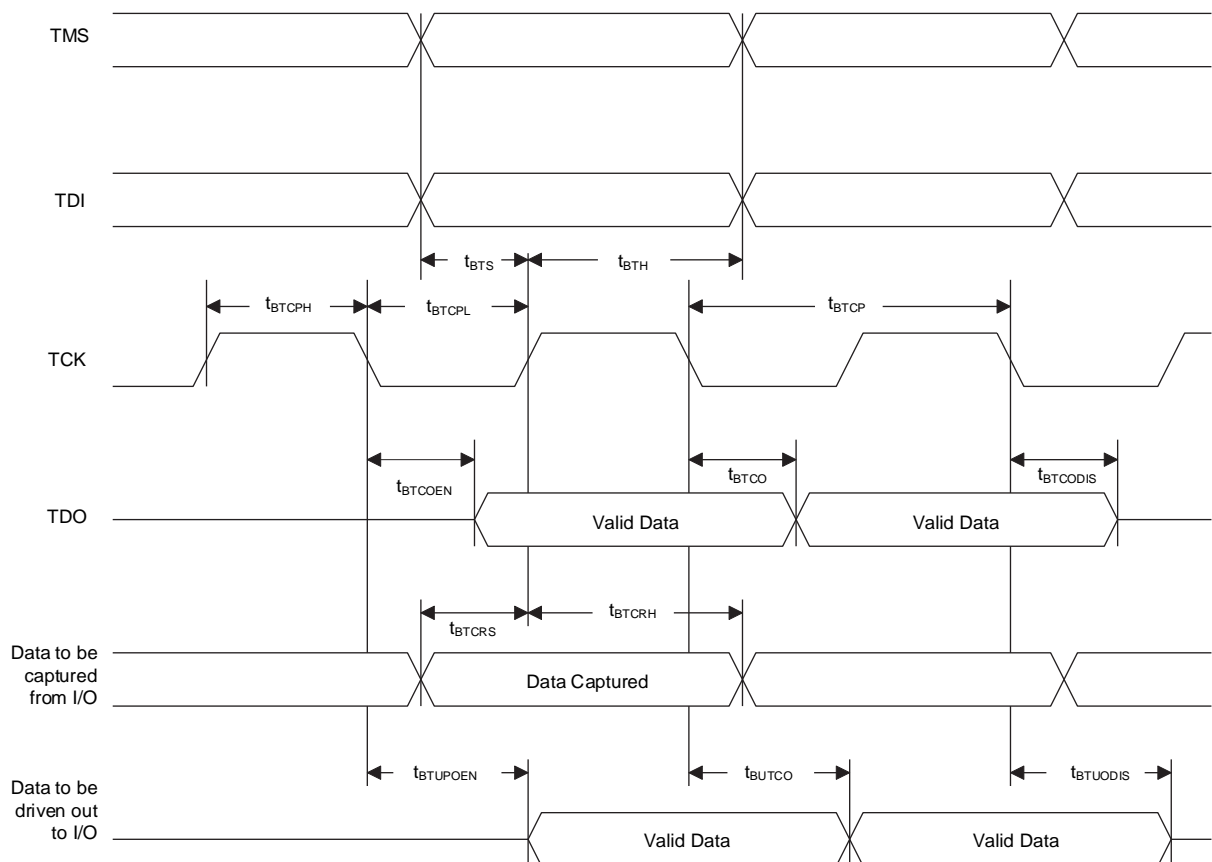 TMS
TDI
tBTS
tBTH
tBTCPH
tBTCPL
tBTCP
TCK
tBTCOEN
tBTCO
tBTCODIS
TDO
Valid Data
Valid Data
tBTCRS
tBTCRH
Data to be
captured
from I/O
Data Captured
tBTUPOEN
tBUTCO
tBTUODIS
Data to be
driven out
to I/O
Valid Data
Valid Data